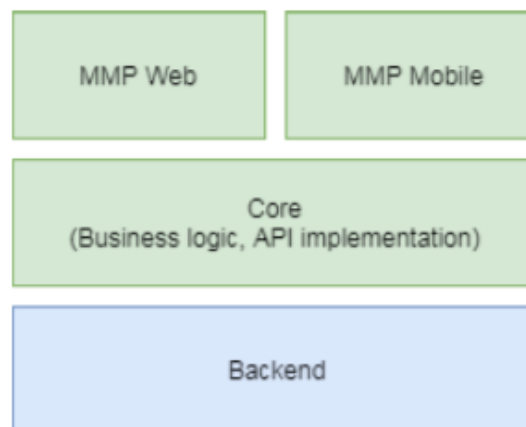 MMP Web
MMP Mobile
Core
(Business logic, API implementation)
Backend